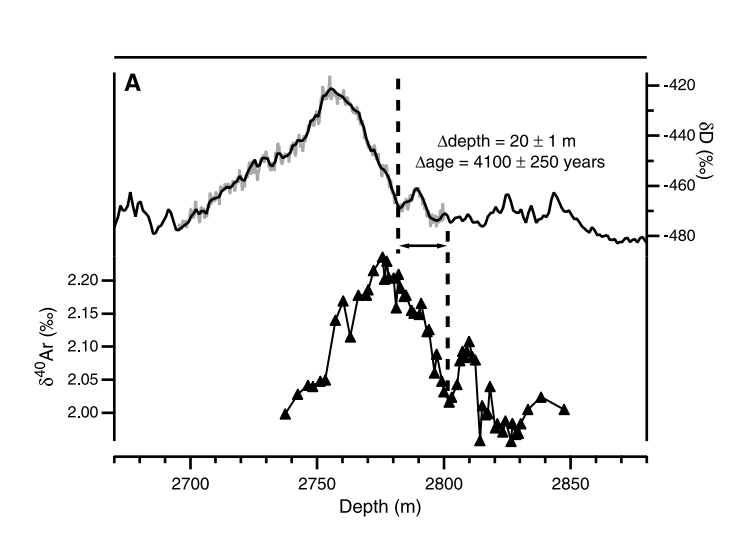 A
-420
-440
-460
-480
δD (‰)
Δdepth = 20 ± 1 m
Δage = 4100 ± 250 years
2.20
2.15
2.10
2.05
2.00
δ40Ar (‰)
2700
2750
2800
2850
Depth (m)